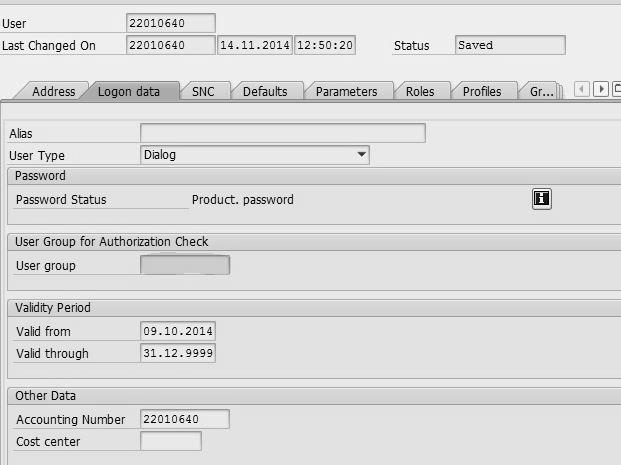 User 22010640
Last Changed On 22010640 14.11.2014 12:50:20 Status Saved
Address Logon data SNC Defaults Parameters Roles Profiles Gr...
Alias
User Type Dialog
Password
Password Status Product. password
User Group for Authorization Check
User group
Validity Period
Valid from 09.10.2014
Valid through 31.12.9999
Other Data
Accounting Number 22010640
Cost center